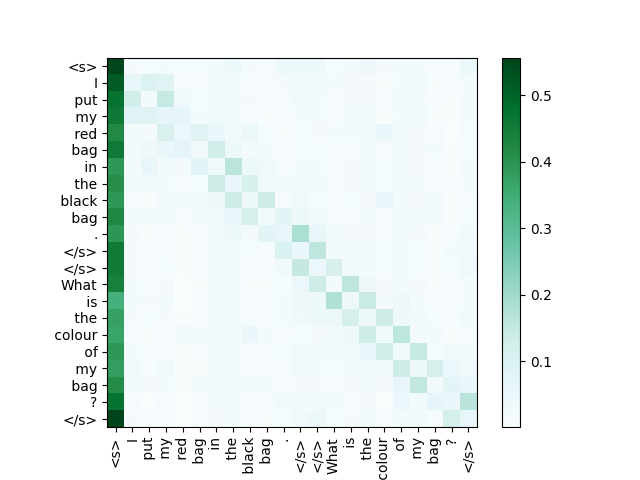 <s>
I
put
my
red
bag
in
the
black
bag
.
</s>
</s>
What
is
the
colour
of
my
bag
?
</s>
<s>
I
put
my
red
bag
in
the
black
bag
.
</s>
</s>
What
is
the
colour
of
my
bag
?
</s>
0.5
0.4
0.3
0.2
0.1